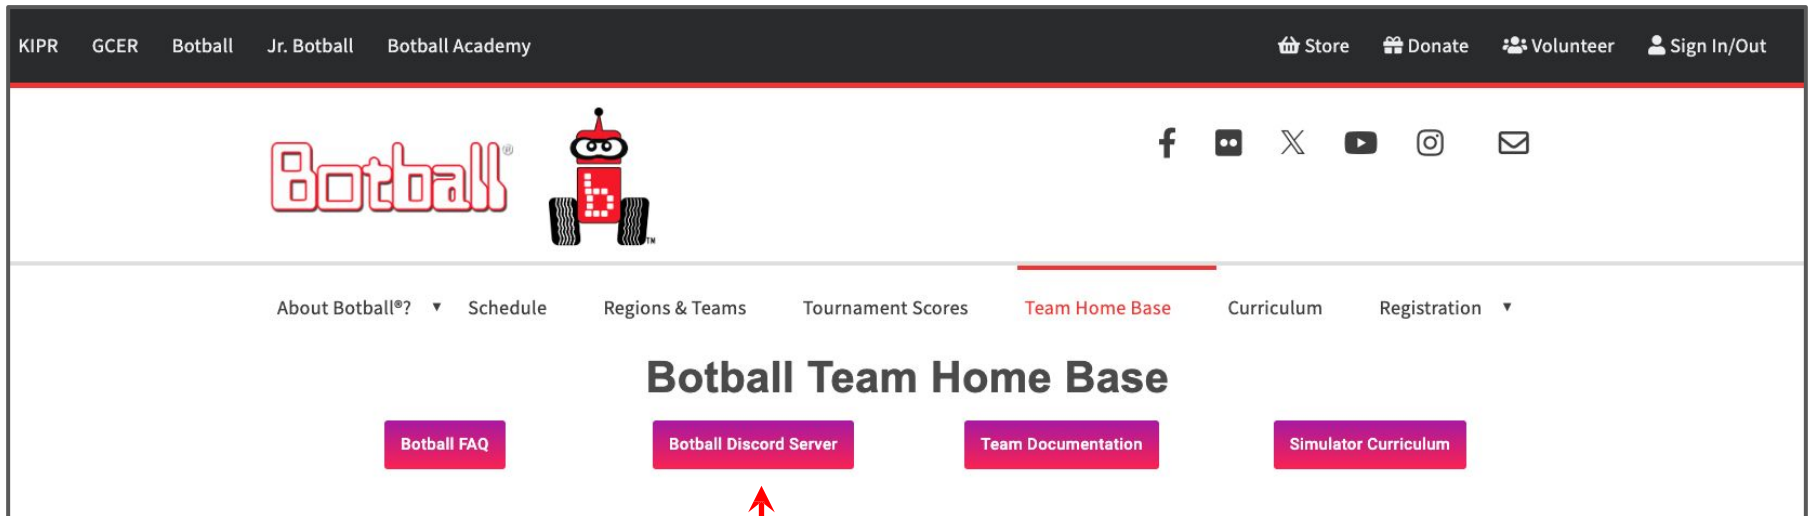 KIPR GCER Botball Jr. Botball Botball Academy Store Donate Volunteer Sign In/Out
Botball® b TM
About Botball®? Schedule Regions & Teams Tournament Scores Team Home Base Curriculum Registration
Botball Team Home Base
Botball FAQ Botball Discord Server Team Documentation Simulator Curriculum